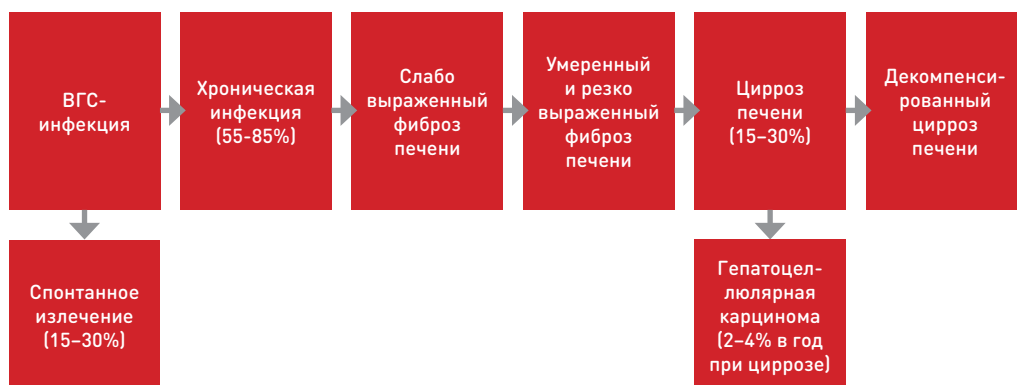 ВГС-
инфекция
Хроническая
инфекция
(55-85%)
Слабо
выраженный
фиброз
печени
Умеренный
и резко
выраженный
фиброз
печени
Цирроз
печени
(15–30%)
Декомпенси-
рованный
цирроз
печени
Спонтанное
излечение
(15–30%)
Гепатоцел-
люлярная
карцинома
(2–4% в год
при циррозе)